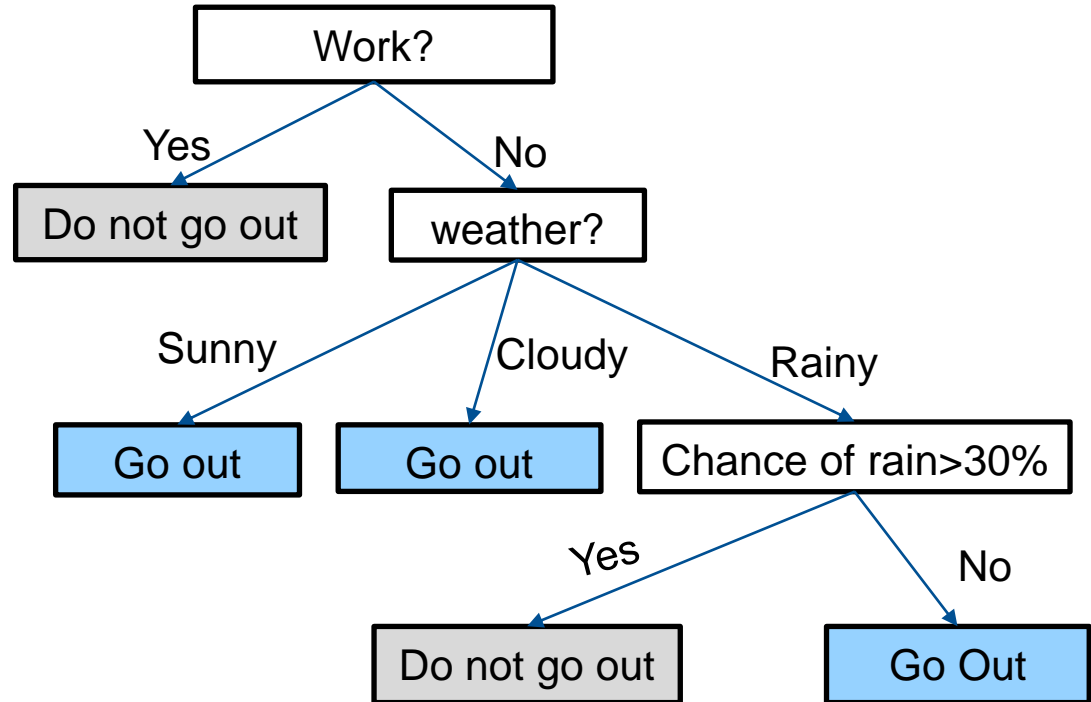 Work?
Yes
No
Do not go out
weather?
Sunny
Cloudy
Rainy
Go out
Go out
Chance of rain>30%
Yes
No
Do not go out
Go Out